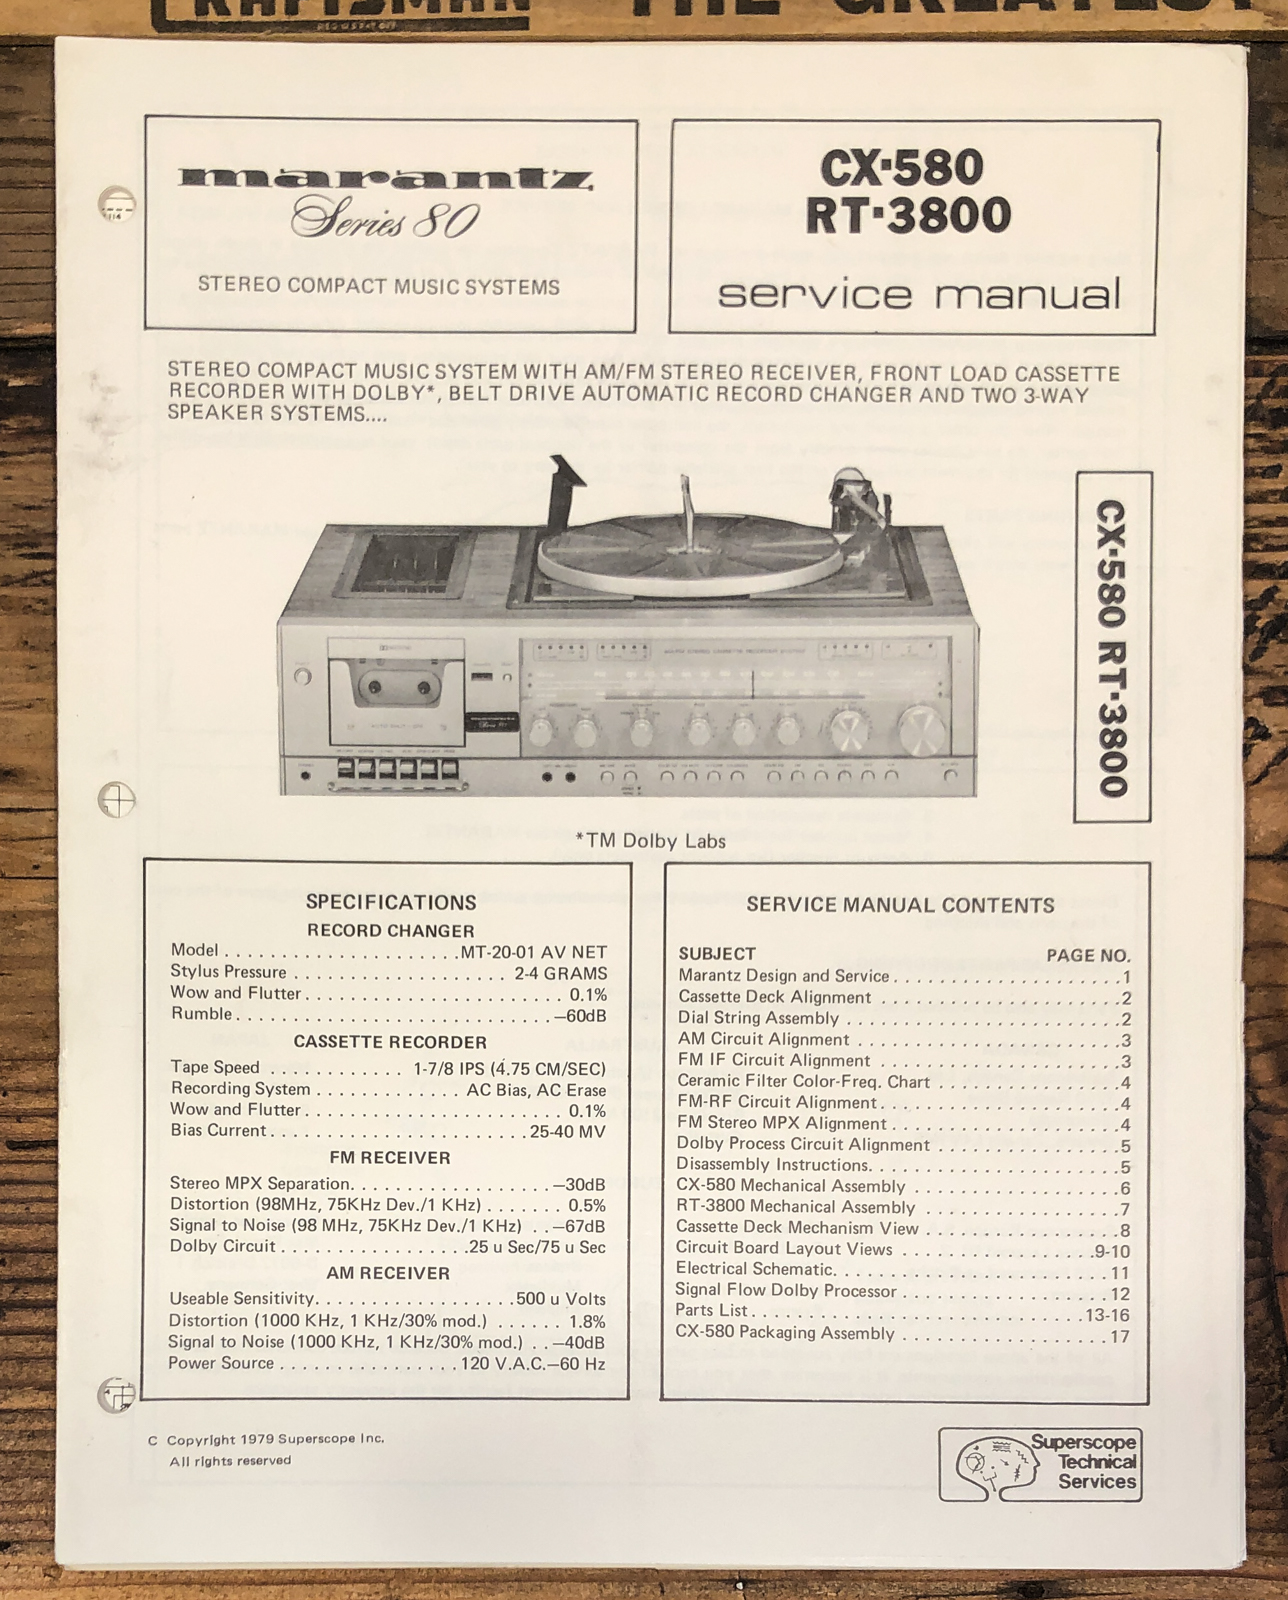 KRAFTSMAN THE GREATEST
marantz
Series 80
STEREO COMPACT MUSIC SYSTEMS
CX-580
RT-3800
service manual
STEREO COMPACT MUSIC SYSTEM WITH AM/FM STEREO RECEIVER, FRONT LOAD CASSETTE
RECORDER WITH DOLBY*, BELT DRIVE AUTOMATIC RECORD CHANGER AND TWO 3-WAY
SPEAKER SYSTEMS....
CX-580 RT-3800
*TM Dolby Labs
SPECIFICATIONS
RECORD CHANGER
Model . . . . . . . . . . . . . . . . . . . . . . MT-20-01 AV NET
Stylus Pressure . . . . . . . . . . . . . . . . . . . . 2-4 GRAMS
Wow and Flutter . . . . . . . . . . . . . . . . . . . . . . . . 0.1%
Rumble . . . . . . . . . . . . . . . . . . . . . . . . . . . . . –60dB
CASSETTE RECORDER
Tape Speed . . . . . . . . . . . . 1-7/8 IPS (4.75 CM/SEC)
Recording System . . . . . . . . . . . . . AC Bias, AC Erase
Wow and Flutter . . . . . . . . . . . . . . . . . . . . . . . . 0.1%
Bias Current . . . . . . . . . . . . . . . . . . . . . . . . 25-40 MV
FM RECEIVER
Stereo MPX Separation. . . . . . . . . . . . . . . . . . . –30dB
Distortion (98MHz, 75KHz Dev./1 KHz) . . . . . . . 0.5%
Signal to Noise (98 MHz, 75KHz Dev./1 KHz) . . –67dB
Dolby Circuit . . . . . . . . . . . . . . . . . .25 u Sec/75 u Sec
AM RECEIVER
Useable Sensitivity. . . . . . . . . . . . . . . . . . .500 u Volts
Distortion (1000 KHz, 1 KHz/30% mod.) . . . . . . 1.8%
Signal to Noise (1000 KHz, 1 KHz/30% mod.) . . –40dB
Power Source . . . . . . . . . . . . . . . . 120 V.A.C.–60 Hz
SERVICE MANUAL CONTENTS
SUBJECT PAGE NO.
Marantz Design and Service . . . . . . . . . . . . . . . . . . . . . 1
Cassette Deck Alignment . . . . . . . . . . . . . . . . . . . . . . 2
Dial String Assembly . . . . . . . . . . . . . . . . . . . . . . . . . 2
AM Circuit Alignment . . . . . . . . . . . . . . . . . . . . . . . . 3
FM IF Circuit Alignment . . . . . . . . . . . . . . . . . . . . . . 3
Ceramic Filter Color-Freq. Chart . . . . . . . . . . . . . . . . . 4
FM-RF Circuit Alignment . . . . . . . . . . . . . . . . . . . . . . 4
FM Stereo MPX Alignment . . . . . . . . . . . . . . . . . . . . . 4
Dolby Process Circuit Alignment . . . . . . . . . . . . . . . . . 5
Disassembly Instructions. . . . . . . . . . . . . . . . . . . . . . . 5
CX-580 Mechanical Assembly . . . . . . . . . . . . . . . . . . . 6
RT-3800 Mechanical Assembly . . . . . . . . . . . . . . . . . . 7
Cassette Deck Mechanism View . . . . . . . . . . . . . . . . . . 8
Circuit Board Layout Views . . . . . . . . . . . . . . . . . .9-10
Electrical Schematic. . . . . . . . . . . . . . . . . . . . . . . . . . 11
Signal Flow Dolby Processor . . . . . . . . . . . . . . . . . . . 12
Parts List . . . . . . . . . . . . . . . . . . . . . . . . . . . . . . . 13-16
CX-580 Packaging Assembly . . . . . . . . . . . . . . . . . . . 17
C Copyright 1979 Superscope Inc.
All rights reserved
Superscope
Technical
Services